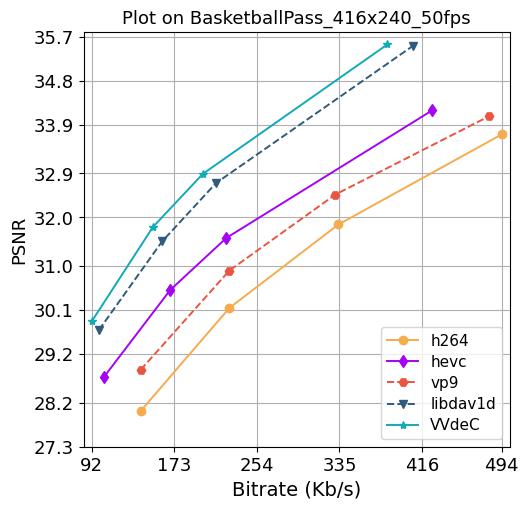 Plot on BasketballPass_416x240_50fps
35.7
34.8
33.9
32.9
32.0
31.0
30.1
29.2
28.2
27.3
PSNR
h264
hevc
vp9
libdav1d
VVdeC
92 173 254 335 416 494
Bitrate (Kb/s)